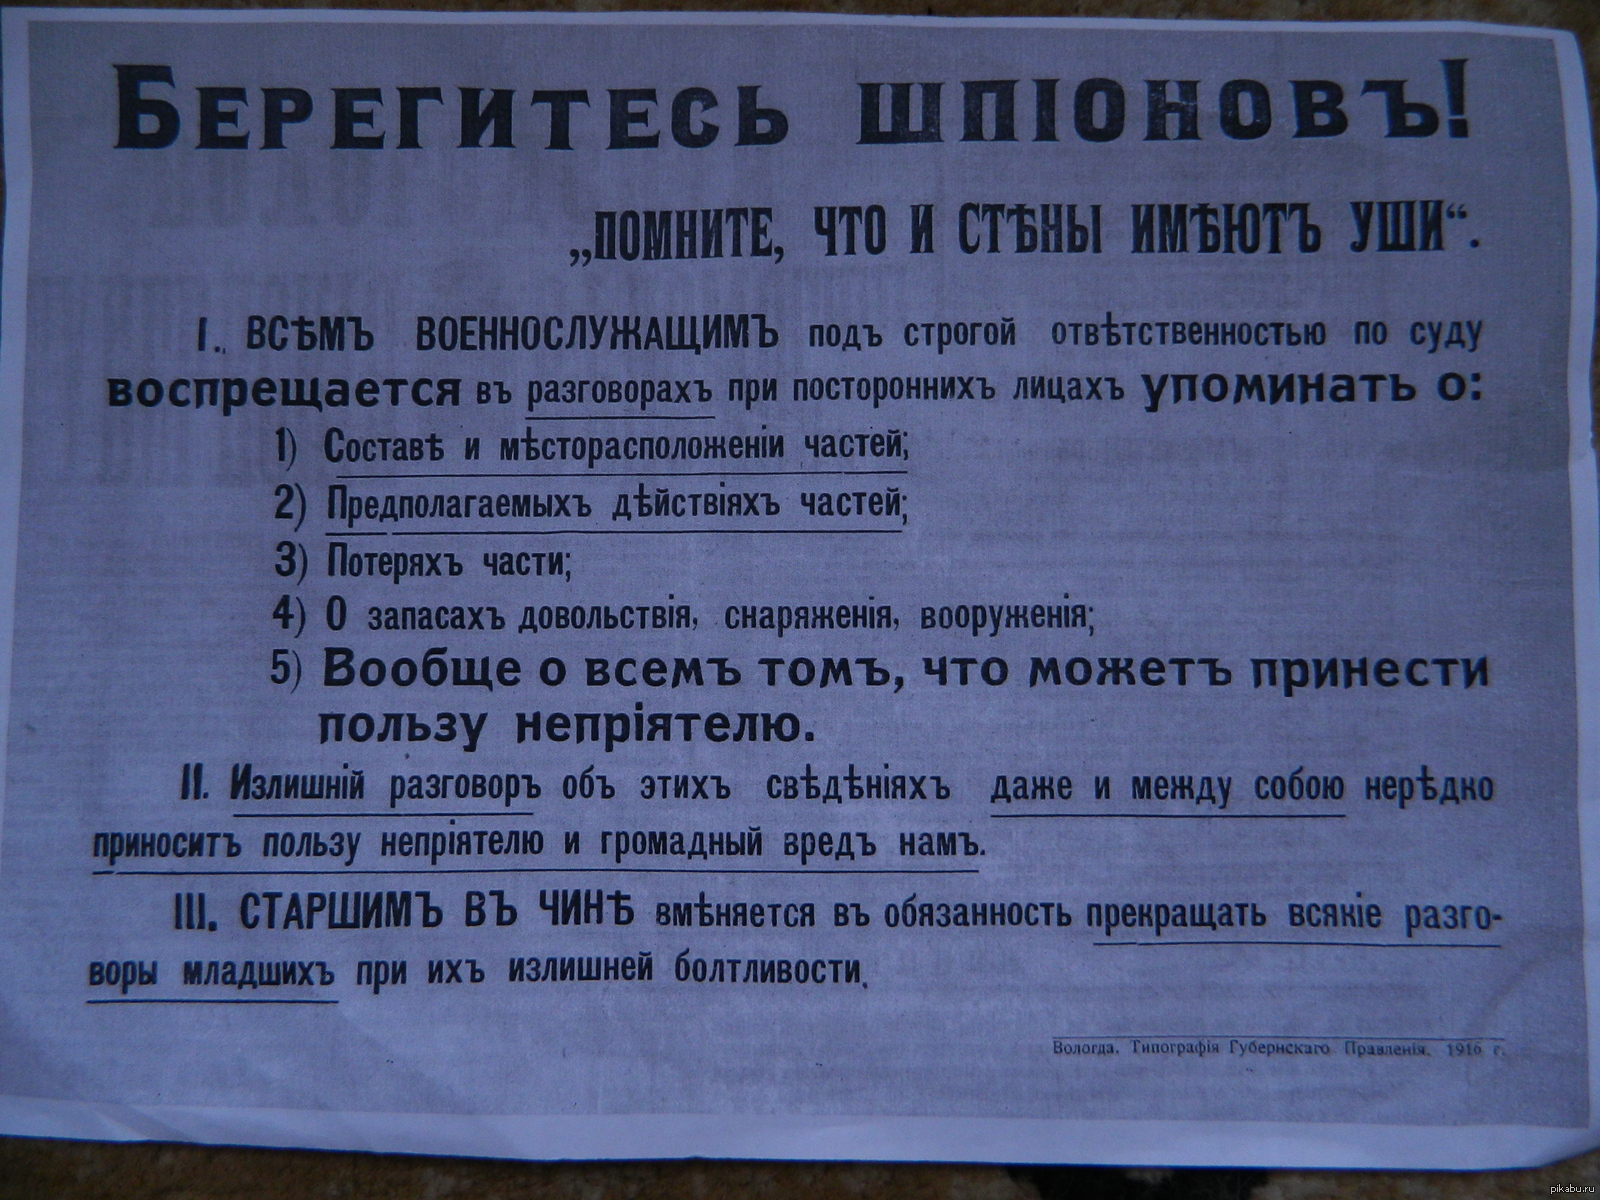 Берегитесь шпіоновъ!
„ПОМНИТЕ, ЧТО И СТѢНЫ ИМѢЮТЪ УШИ“.
I. ВСѢМЪ ВОЕННОСЛУЖАЩИМЪ подъ строгой отвѣтственностью по суду
воспрещается въ разговорахъ при постороннихъ лицахъ упоминать о:
1) Составѣ и мѣсторасположеніи частей;
2) Предполагаемыхъ дѣйствіяхъ частей;
3) Потеряхъ части;
4) О запасахъ довольствія, снаряженія, вооруженія;
5) Вообще о всемъ томъ, что можетъ принести
пользу непріятелю.
II. Излишній разговоръ объ этихъ свѣдѣніяхъ даже и между собою нерѣдко
приноситъ пользу непріятелю и громадный вредъ намъ.
III. СТАРШИМЪ ВЪ ЧИНѢ вмѣняется въ обязанность прекращать всякіе разго-
воры младшихъ при ихъ излишней болтливости.
Вологда. Типографія Губернскаго Правленія. 1916 г.
pikabu.ru